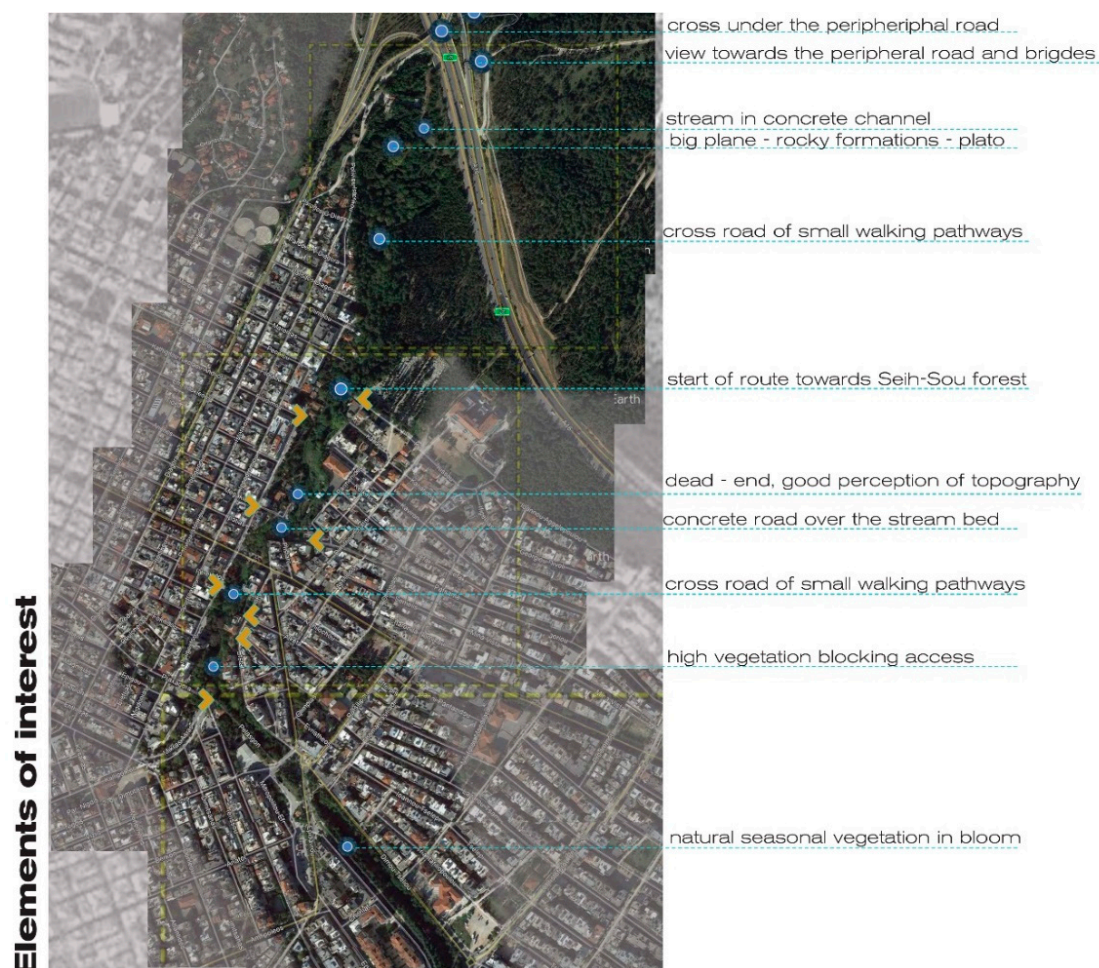 cross under the peripheriphal road
view towards the peripheral road and brigdes
stream in concrete channel
big plane - rocky formations - plato
cross road of small walking pathways
start of route towards Seih-Sou forest
Earth
dead - end, good perception of topography
concrete road over the stream bed
cross road of small walking pathways
high vegetation blocking access
natural seasonal vegetation in bloom
Elements of interest